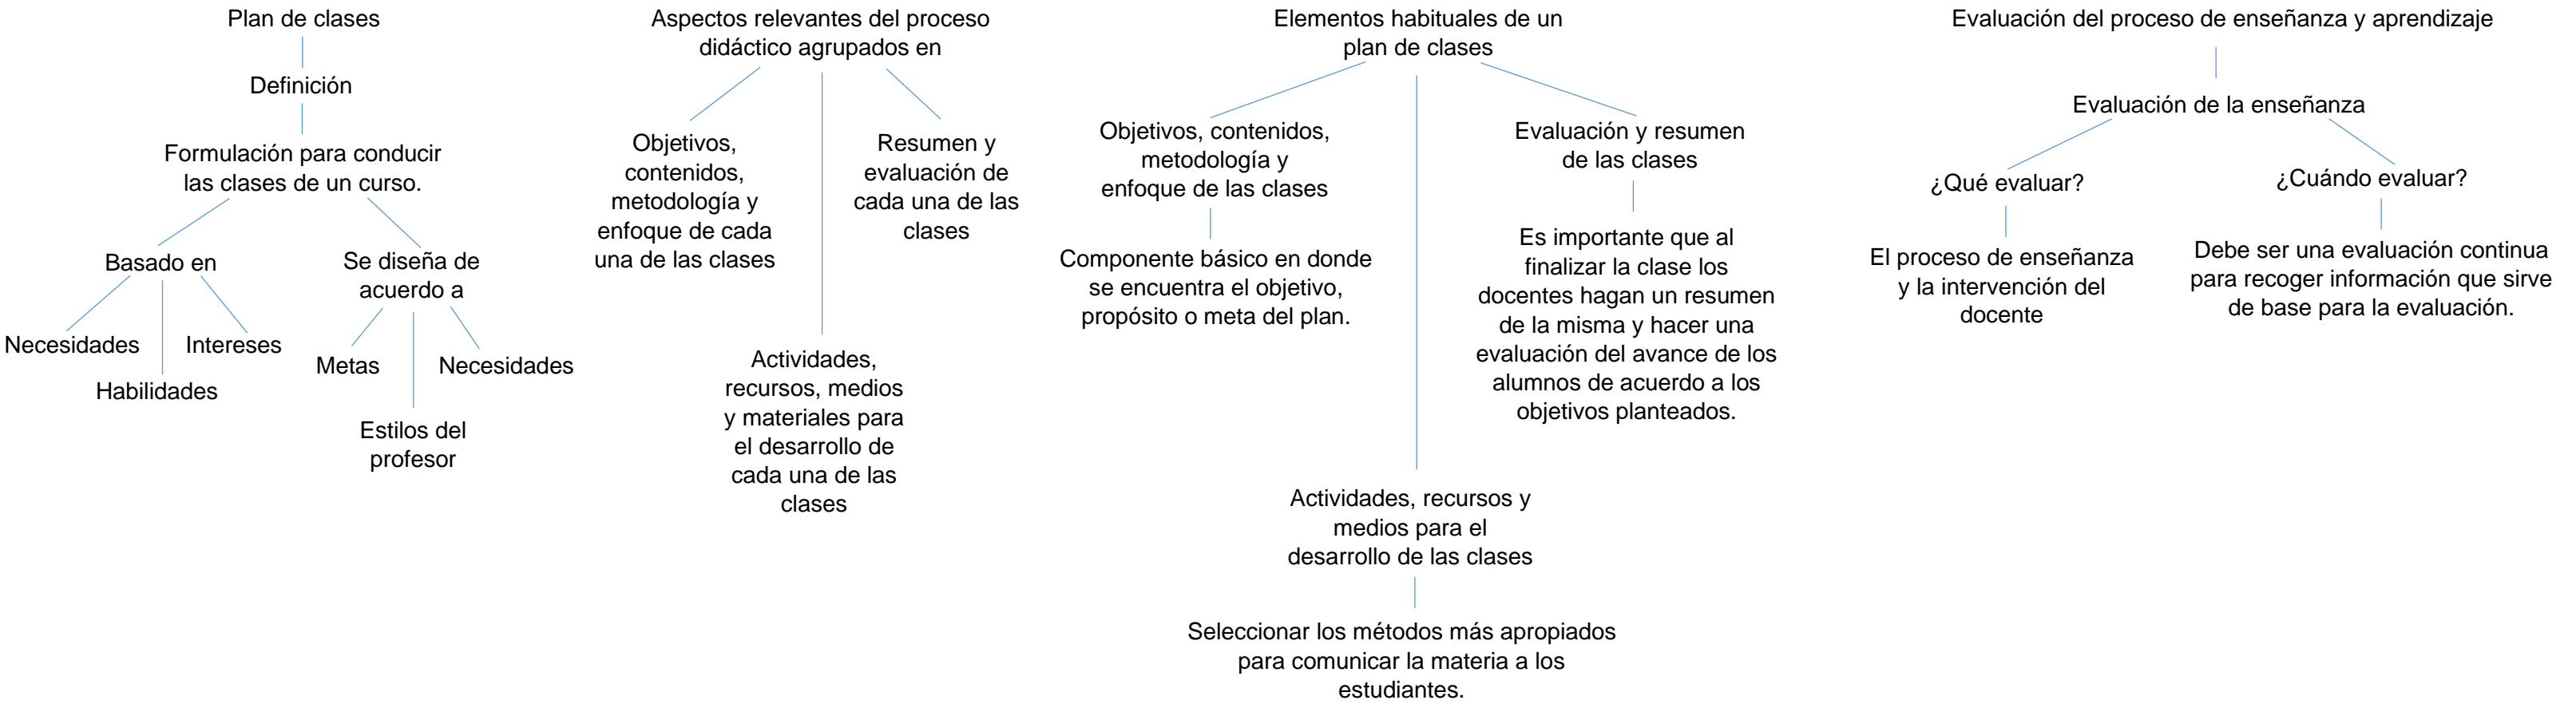 Plan de clases
Definición
Formulación para conducir
las clases de un curso.
Basado en
Necesidades
Habilidades
Intereses
Se diseña de
acuerdo a
Metas
Estilos del
profesor
Necesidades
Aspectos relevantes del proceso
didáctico agrupados en
Objetivos,
contenidos,
metodología y
enfoque de cada
una de las clases
Actividades,
recursos, medios
y materiales para
el desarrollo de
cada una de las
clases
Resumen y
evaluación de
cada una de las
clases
Elementos habituales de un
plan de clases
Objetivos, contenidos,
metodología y
enfoque de las clases
Componente básico en donde
se encuentra el objetivo,
propósito o meta del plan.
Actividades, recursos y
medios para el
desarrollo de las clases
Seleccionar los métodos más apropiados
para comunicar la materia a los
estudiantes.
Evaluación y resumen
de las clases
Es importante que al
finalizar la clase los
docentes hagan un resumen
de la misma y hacer una
evaluación del avance de los
alumnos de acuerdo a los
objetivos planteados.
Evaluación del proceso de enseñanza y aprendizaje
Evaluación de la enseñanza
¿Qué evaluar?
El proceso de enseñanza
y la intervención del
docente
¿Cuándo evaluar?
Debe ser una evaluación continua
para recoger información que sirve
de base para la evaluación.